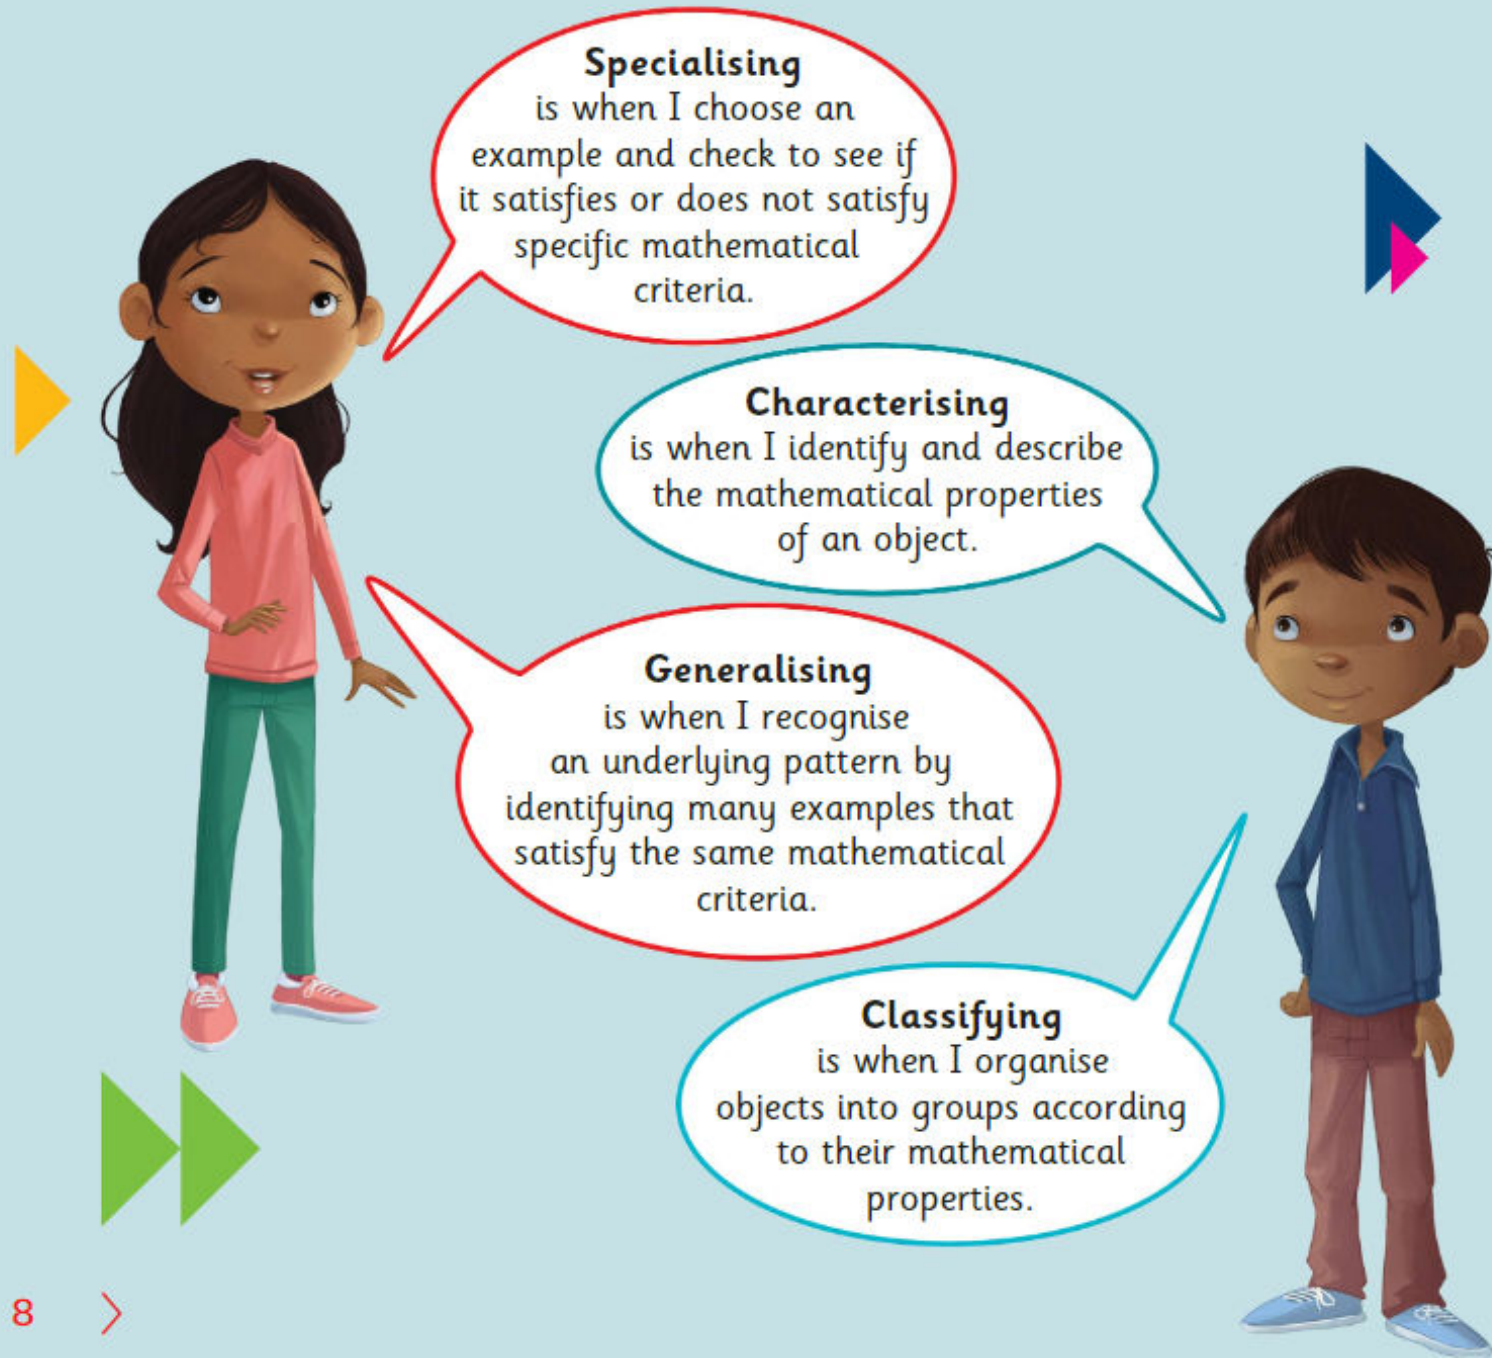 Specialising
is when I choose an
example and check to see if
it satisfies or does not satisfy
specific mathematical
criteria.
Characterising
is when I identify and describe
the mathematical properties
of an object.
Generalising
is when I recognise
an underlying pattern by
identifying many examples that
satisfy the same mathematical
criteria.
Classifying
is when I organise
objects into groups according
to their mathematical
properties.
8